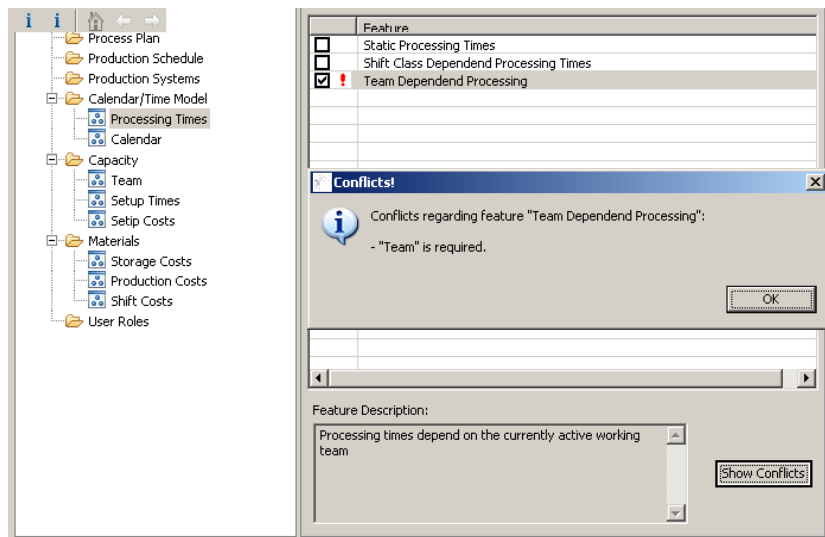 Process Plan
Production Schedule
Production Systems
Calendar/Time Model
Processing Times
Calendar
Capacity
Team
Setup Times
Setip Costs
Materials
Storage Costs
Production Costs
Shift Costs
User Roles
Feature
Static Processing Times
Shift Class Dependend Processing Times
Team Dependend Processing
Conflicts!
Conflicts regarding feature "Team Dependend Processing":
- "Team" is required.
OK
Feature Description:
Processing times depend on the currently active working
team
Show Conflicts